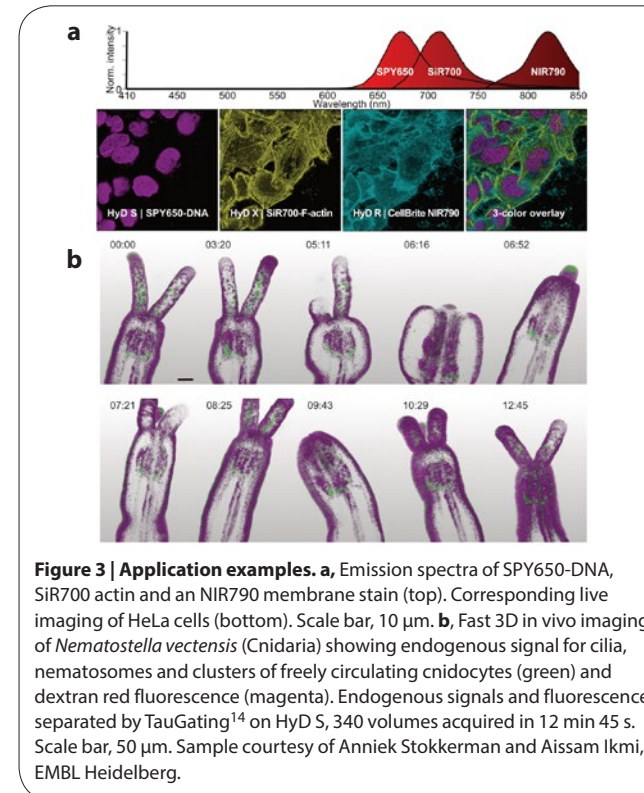 a
1
Norm. intensity
0
SPY650
SiR700
NIR790
410 450 500 550 600 650 700 750 800 850
Wavelength (nm)
HyD S | SPY650-DNA
HyD X | SiR700-F-actin
HyD R | CellBrite NIR790
3-color overlay
b
00:00 03:20 05:11 06:16 06:52
07:21 08:25 09:43 10:29 12:45
Figure 3 | Application examples. a, Emission spectra of SPY650-DNA,
SiR700 actin and an NIR790 membrane stain (top). Corresponding live
imaging of HeLa cells (bottom). Scale bar, 10 μm. b, Fast 3D in vivo imaging
of Nematostella vectensis (Cnidaria) showing endogenous signal for cilia,
nematosomes and clusters of freely circulating cnidocytes (green) and
dextran red fluorescence (magenta). Endogenous signals and fluorescence
separated by TauGating14 on HyD S, 340 volumes acquired in 12 min 45 s.
Scale bar, 50 μm. Sample courtesy of Anniek Stokkerman and Aissam Ikmi,
EMBL Heidelberg.